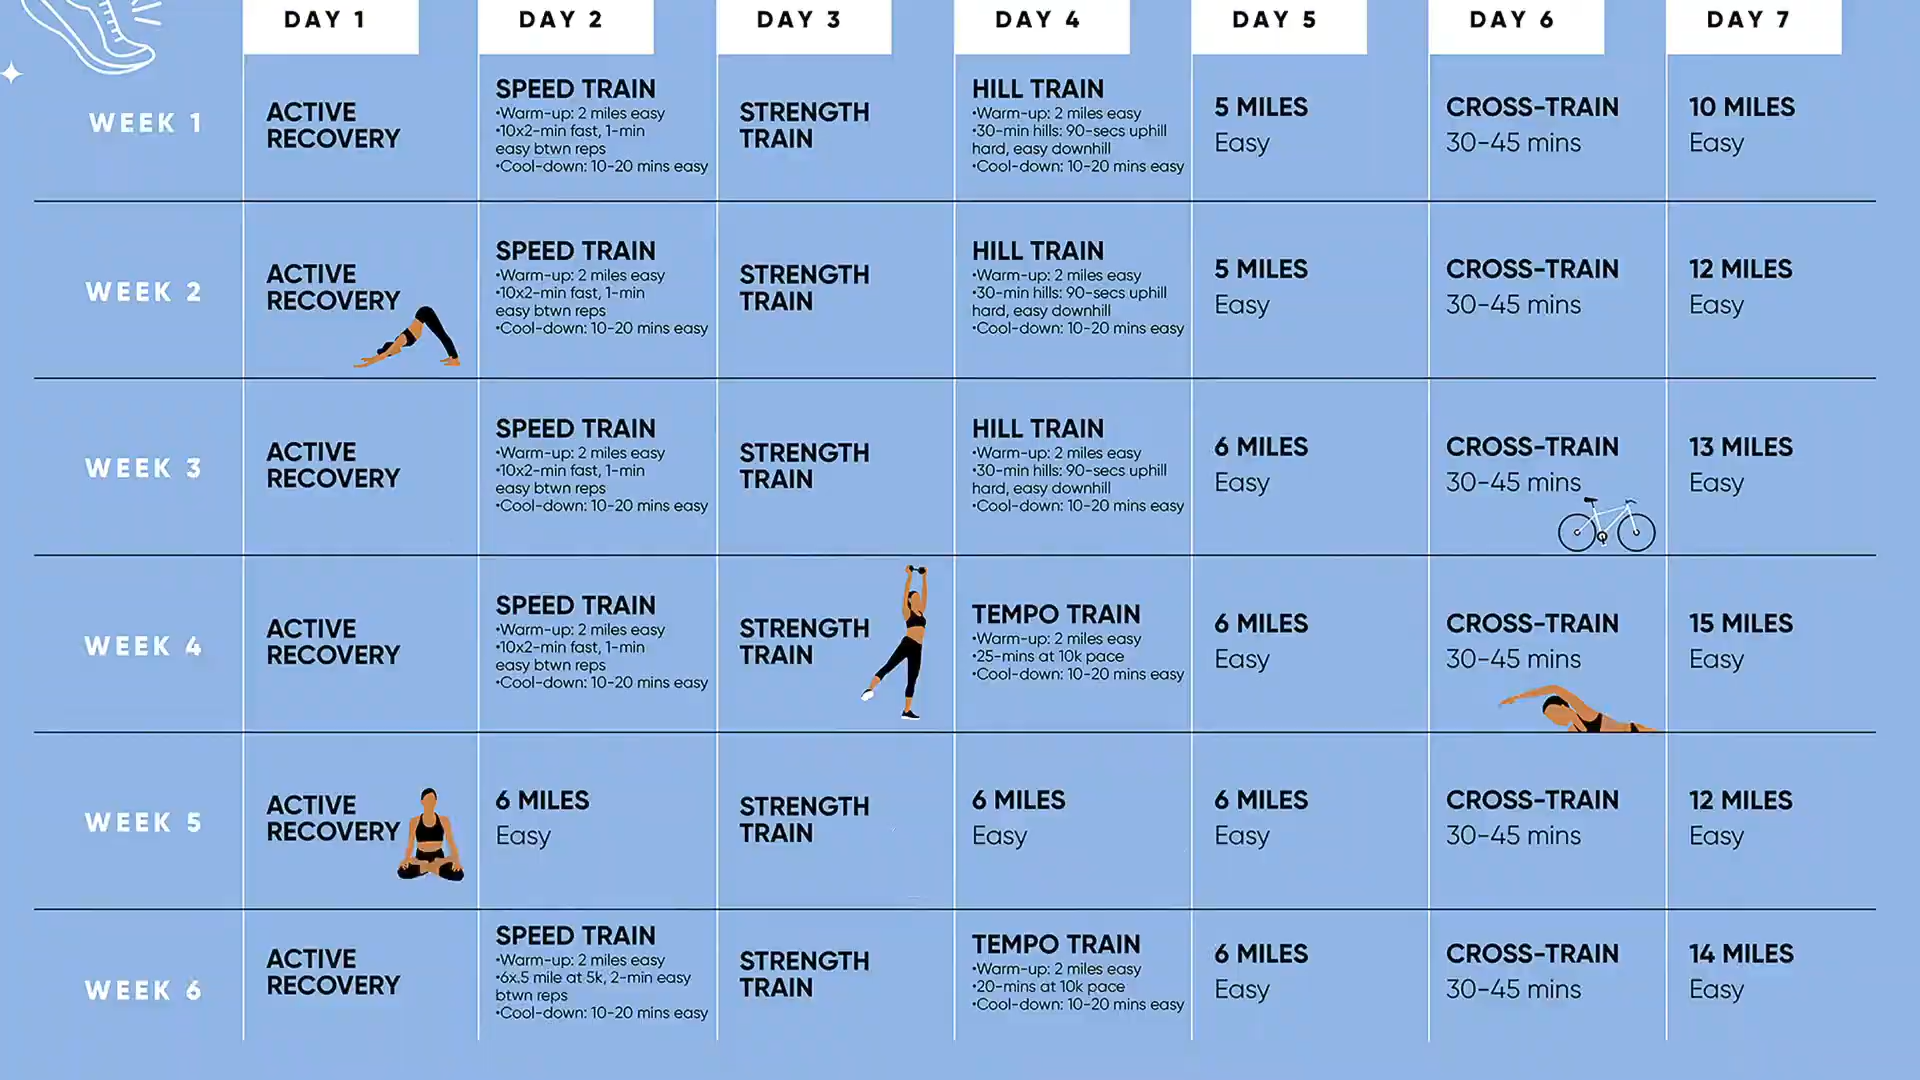 DAY 1
DAY 2
DAY 3
DAY 4
DAY 5
DAY 6
DAY 7
WEEK 1
ACTIVE
RECOVERY
SPEED TRAIN
•Warm-up: 2 miles easy
•10x2-min fast, 1-min
easy btwn reps
•Cool-down: 10-20 mins easy
STRENGTH
TRAIN
HILL TRAIN
•Warm-up: 2 miles easy
•30-min hills: 90-secs uphill
hard, easy downhill
•Cool-down: 10-20 mins easy
5 MILES
Easy
CROSS-TRAIN
30-45 mins
10 MILES
Easy
WEEK 2
ACTIVE
RECOVERY
SPEED TRAIN
•Warm-up: 2 miles easy
•10x2-min fast, 1-min
easy btwn reps
•Cool-down: 10-20 mins easy
STRENGTH
TRAIN
HILL TRAIN
•Warm-up: 2 miles easy
•30-min hills: 90-secs uphill
hard, easy downhill
•Cool-down: 10-20 mins easy
5 MILES
Easy
CROSS-TRAIN
30-45 mins
12 MILES
Easy
WEEK 3
ACTIVE
RECOVERY
SPEED TRAIN
•Warm-up: 2 miles easy
•10x2-min fast, 1-min
easy btwn reps
•Cool-down: 10-20 mins easy
STRENGTH
TRAIN
HILL TRAIN
•Warm-up: 2 miles easy
•30-min hills: 90-secs uphill
hard, easy downhill
•Cool-down: 10-20 mins easy
6 MILES
Easy
CROSS-TRAIN
30-45 mins
13 MILES
Easy
WEEK 4
ACTIVE
RECOVERY
SPEED TRAIN
•Warm-up: 2 miles easy
•10x2-min fast, 1-min
easy btwn reps
•Cool-down: 10-20 mins easy
STRENGTH
TRAIN
TEMPO TRAIN
•Warm-up: 2 miles easy
•25-mins at 10k pace
•Cool-down: 10-20 mins easy
6 MILES
Easy
CROSS-TRAIN
30-45 mins
15 MILES
Easy
WEEK 5
ACTIVE
RECOVERY
6 MILES
Easy
STRENGTH
TRAIN
6 MILES
Easy
6 MILES
Easy
CROSS-TRAIN
30-45 mins
12 MILES
Easy
WEEK 6
ACTIVE
RECOVERY
SPEED TRAIN
•Warm-up: 2 miles easy
•6x.5 mile at 5k, 2-min easy
btwn reps
•Cool-down: 10-20 mins easy
STRENGTH
TRAIN
TEMPO TRAIN
•Warm-up: 2 miles easy
•20-mins at 10k pace
•Cool-down: 10-20 mins easy
6 MILES
Easy
CROSS-TRAIN
30-45 mins
14 MILES
Easy